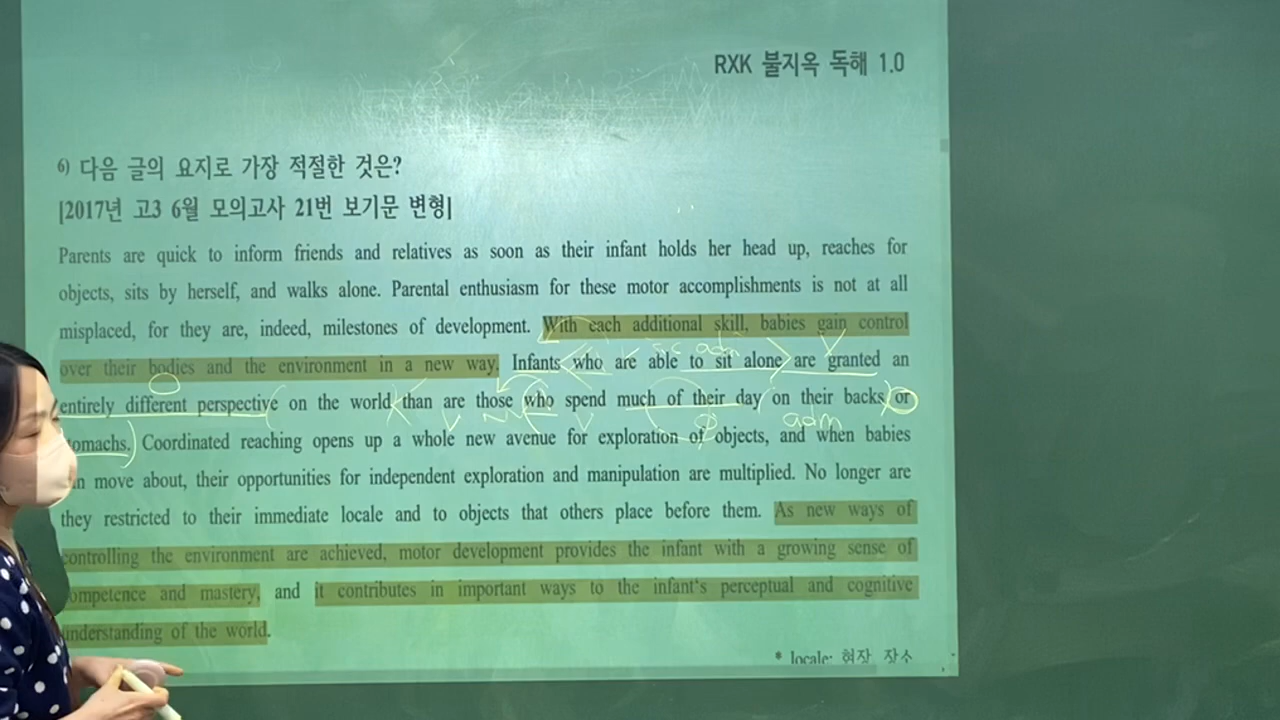 RXK 불지옥 독해 1.0
6) 다음 글의 요지로 가장 적절한 것은?
[2017년 고3 6월 모의고사 21번 보기문 변형]
Parents are quick to inform friends and relatives as soon as their infant holds her head up, reaches for
objects, sits by herself, and walks alone. Parental enthusiasm for these motor accomplishments is not at all
misplaced, for they are, indeed, milestones of development. With each additional skill, babies gain control
over their bodies and the environment in a new way. Infants who are able to sit alone are granted an
entirely different perspective on the world than are those who spend much of their day on their backs or
adm
Coordinated reaching opens up a whole new avenue for exploration of objects, and when babies
move about, their opportunities for independent exploration and manipulation are multiplied. No longer are
they restricted to their immediate locale and to objects that others place before them. As new ways of
controlling the environment are achieved, motor development provides the infant with a growing sense of
competence and mastery, and it contributes in important ways to the infant's perceptual and cognitive
understanding of the world.
* locale: 현장, 장소